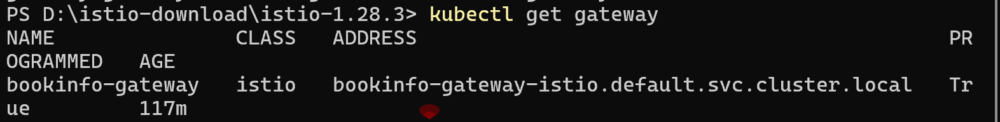 PS D:\istio-download\istio-1.28.3> kubectl get gateway
NAME CLASS ADDRESS PR
OGRAMMED AGE
bookinfo-gateway istio bookinfo-gateway-istio.default.svc.cluster.local Tr
ue 117m